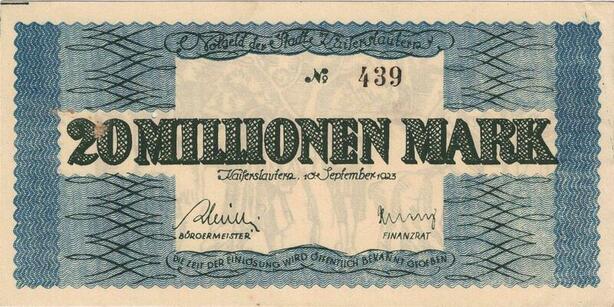 Notgeld der Stadt Kaiserslautern
№ 439
20 MILLIONEN MARK
Kaiserslautern, 10. September 1923
BÜRGERMEISTER
FINANZRAT
DIE ZEIT DER EINLÖSUNG WIRD ÖFFENTLICH BEKANNT GEGEBEN